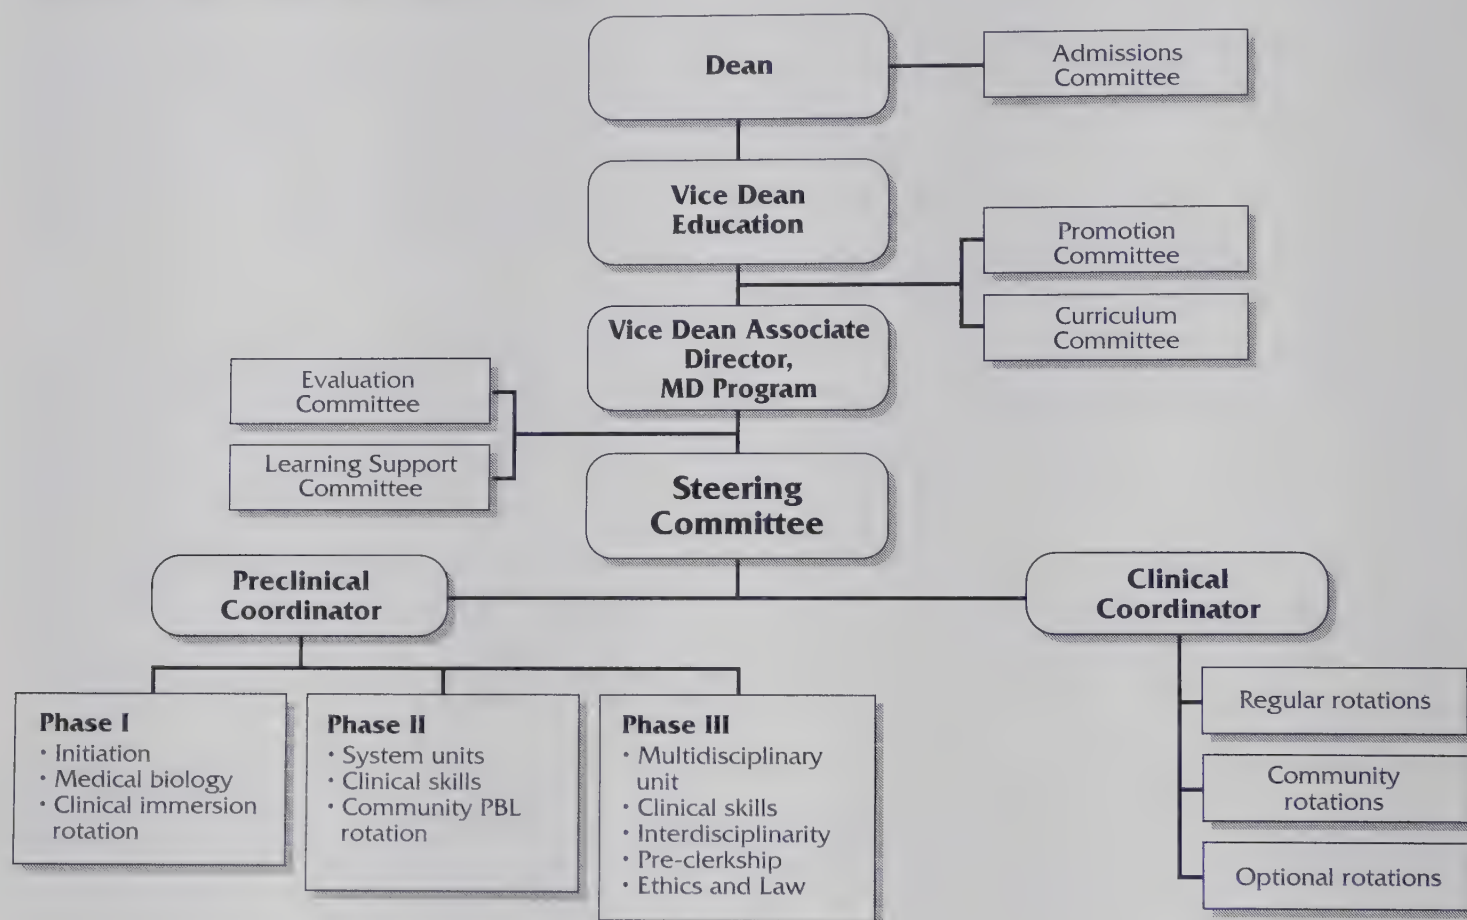 Dean
Admissions
Committee
Vice Dean
Education
Promotion
Committee
Curriculum
Committee
Vice Dean Associate
Director,
MD Program
Evaluation
Committee
Learning Support
Committee
Steering
Committee
Preclinical
Coordinator
Clinical
Coordinator
Phase I
· Initiation
· Medical biology
· Clinical immersion
rotation
Phase II
· System units
· Clinical skills
· Community PBL
rotation
Phase III
· Multidisciplinary
unit
· Clinical skills
· Interdisciplinarity
· Pre-clerkship
· Ethics and Law
Regular rotations
Community
rotations
Optional rotations